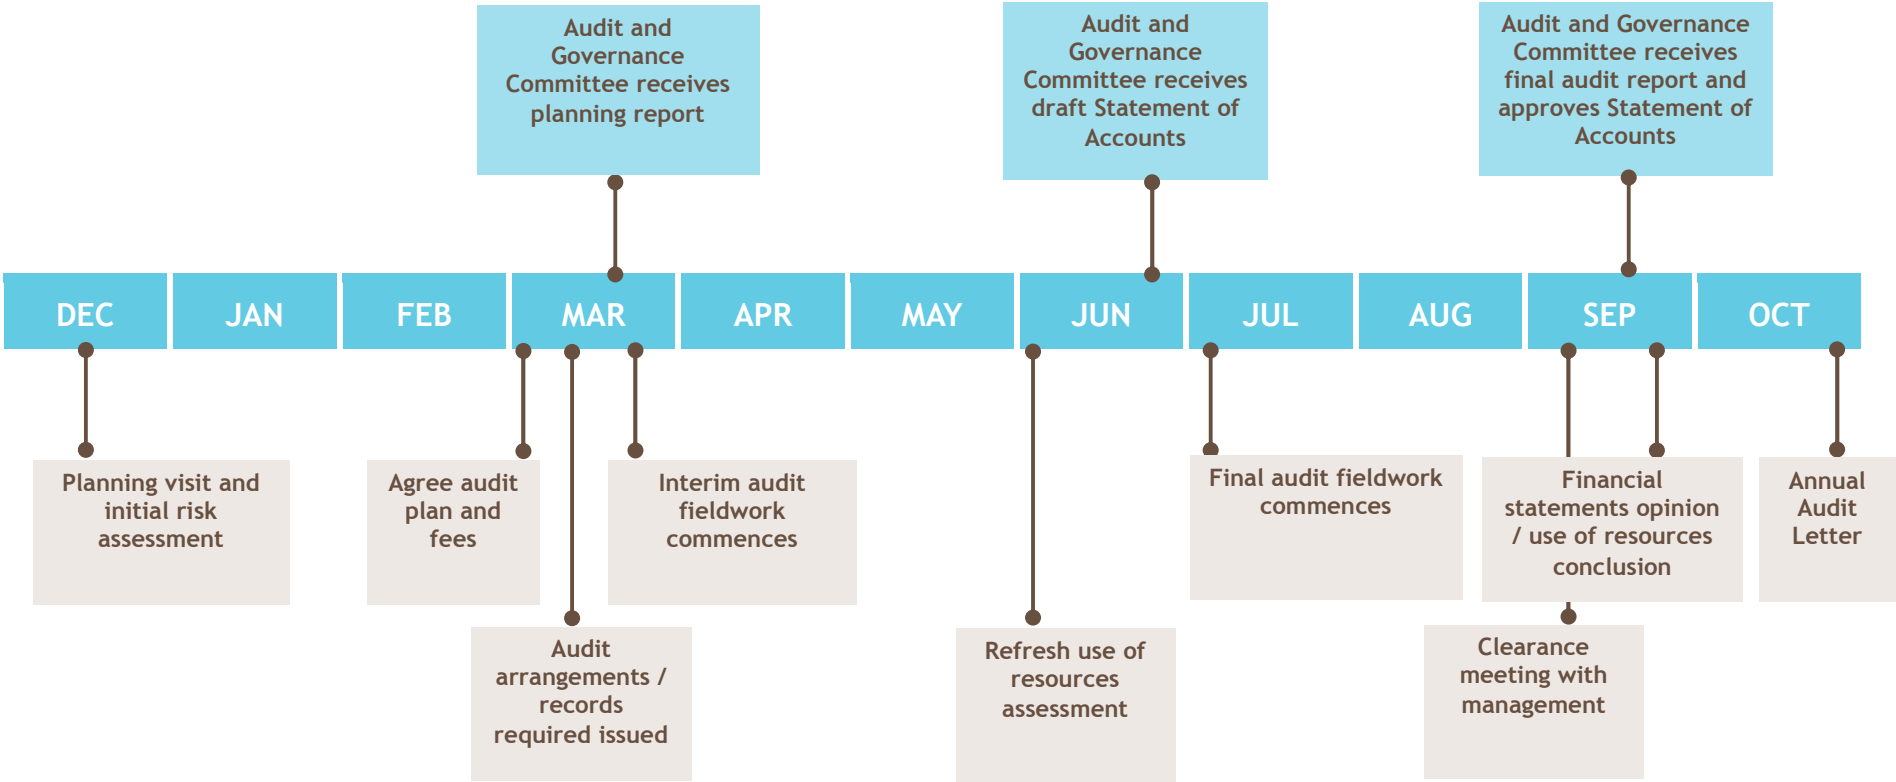 Audit and
Governance
Committee receives
planning report
Audit and
Governance
Committee receives
draft Statement of
Accounts
Audit and Governance
Committee receives
final audit report and
approves Statement of
Accounts
DEC JAN FEB MAR APR MAY JUN JUL AUG SEP OCT
Planning visit and
initial risk
assessment
Agree audit
plan and
fees
Audit
arrangements /
records
required issued
Interim audit
fieldwork
commences
Refresh use of
resources
assessment
Final audit fieldwork
commences
Financial
statements opinion
/ use of resources
conclusion
Clearance
meeting with
management
Annual
Audit
Letter